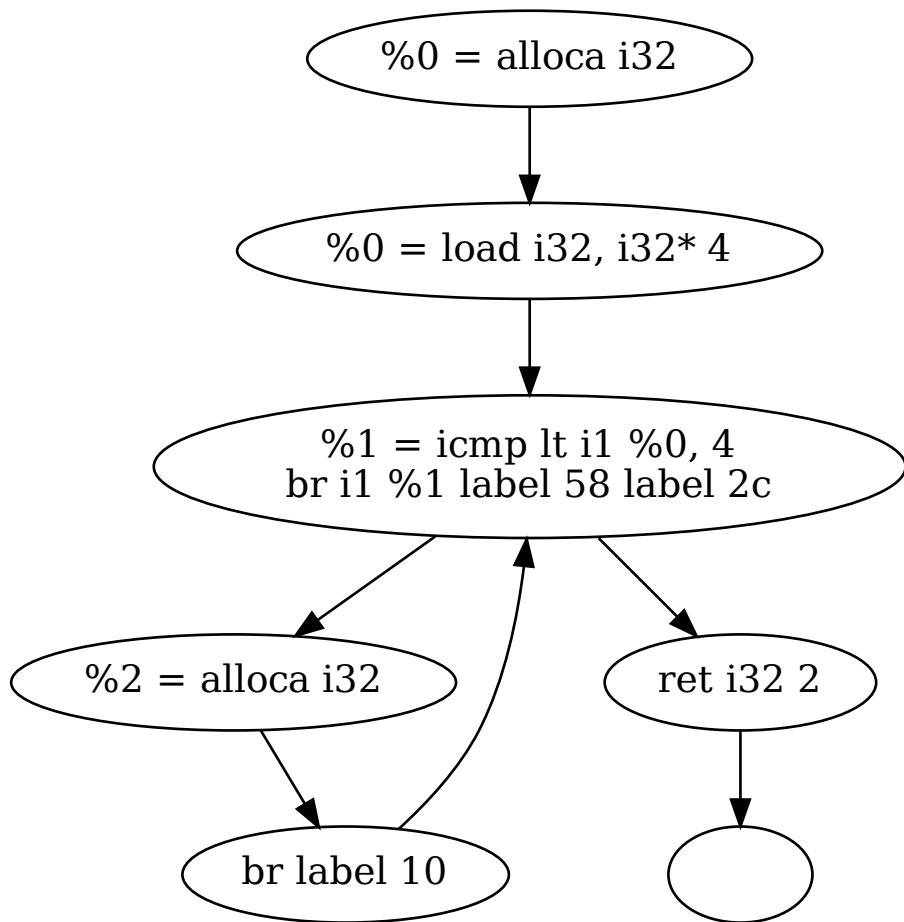 %0 = alloca i32
%0 = load i32, i32* 4
%1 = icmp lt i1 %0, 4
br i1 %1 label 58 label 2c
%2 = alloca i32
ret i32 2
br label 10